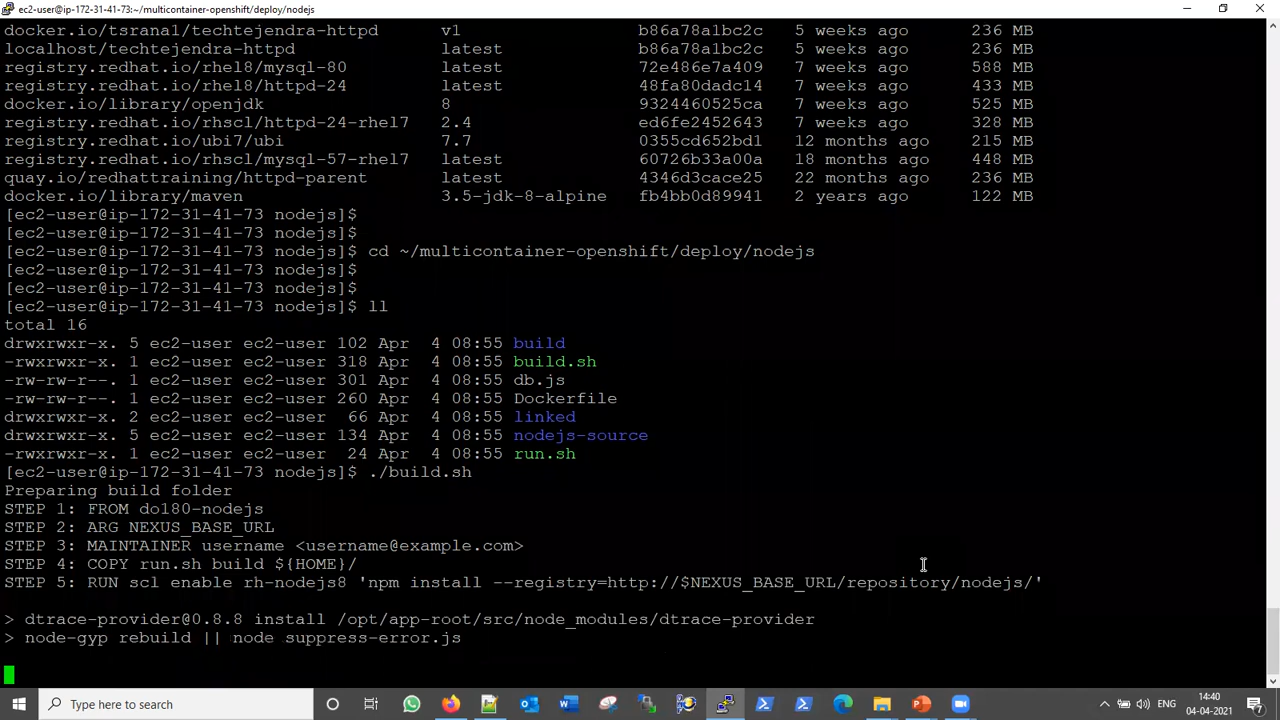 ec2-user@ip-172-31-41-73:~/multicontainer-openshift/deploy/nodejs
docker.io/tsrana1/techtejendra-httpd v1 b86a78a1bc2c 5 weeks ago 236 MB
localhost/techtejendra-httpd latest b86a78a1bc2c 5 weeks ago 236 MB
registry.redhat.io/rhel8/mysql-80 latest 72e486e7a409 7 weeks ago 588 MB
registry.redhat.io/rhel8/httpd-24 latest 48fa80dadc14 7 weeks ago 433 MB
docker.io/library/openjdk 8 9324460525ca 7 weeks ago 525 MB
registry.redhat.io/rhscl/httpd-24-rhel7 2.4 ed6fe2452643 7 weeks ago 328 MB
registry.redhat.io/ubi7/ubi 7.7 0355cd652bd1 12 months ago 215 MB
registry.redhat.io/rhscl/mysql-57-rhel7 latest 60726b33a00a 18 months ago 448 MB
quay.io/redhattraining/httpd-parent latest 4346d3cace25 22 months ago 236 MB
docker.io/library/maven 3.5-jdk-8-alpine fb4bb0d89941 2 years ago 122 MB
[ec2-user@ip-172-31-41-73 nodejs]$
[ec2-user@ip-172-31-41-73 nodejs]$
[ec2-user@ip-172-31-41-73 nodejs]$ cd ~/multicontainer-openshift/deploy/nodejs
[ec2-user@ip-172-31-41-73 nodejs]$
[ec2-user@ip-172-31-41-73 nodejs]$
[ec2-user@ip-172-31-41-73 nodejs]$ ll
total 16
drwxrwxr-x. 5 ec2-user ec2-user 102 Apr 4 08:55 build
-rwxrwxr-x. 1 ec2-user ec2-user 318 Apr 4 08:55 build.sh
-rw-rw-r--. 1 ec2-user ec2-user 301 Apr 4 08:55 db.js
-rw-rw-r--. 1 ec2-user ec2-user 260 Apr 4 08:55 Dockerfile
drwxrwxr-x. 2 ec2-user ec2-user 66 Apr 4 08:55 linked
drwxrwxr-x. 5 ec2-user ec2-user 134 Apr 4 08:55 nodejs-source
-rwxrwxr-x. 1 ec2-user ec2-user 24 Apr 4 08:55 run.sh
[ec2-user@ip-172-31-41-73 nodejs]$ ./build.sh
Preparing build folder
STEP 1: FROM do180-nodejs
STEP 2: ARG NEXUS_BASE_URL
STEP 3: MAINTAINER username <username@example.com>
STEP 4: COPY run.sh build ${HOME}/
STEP 5: RUN scl enable rh-nodejs8 'npm install --registry=http://$NEXUS_BASE_URL/repository/nodejs/'
> dtrace-provider@0.8.8 install /opt/app-root/src/node_modules/dtrace-provider
> node-gyp rebuild || node suppress-error.js
Type here to search
ENG
14:40
04-04-2021